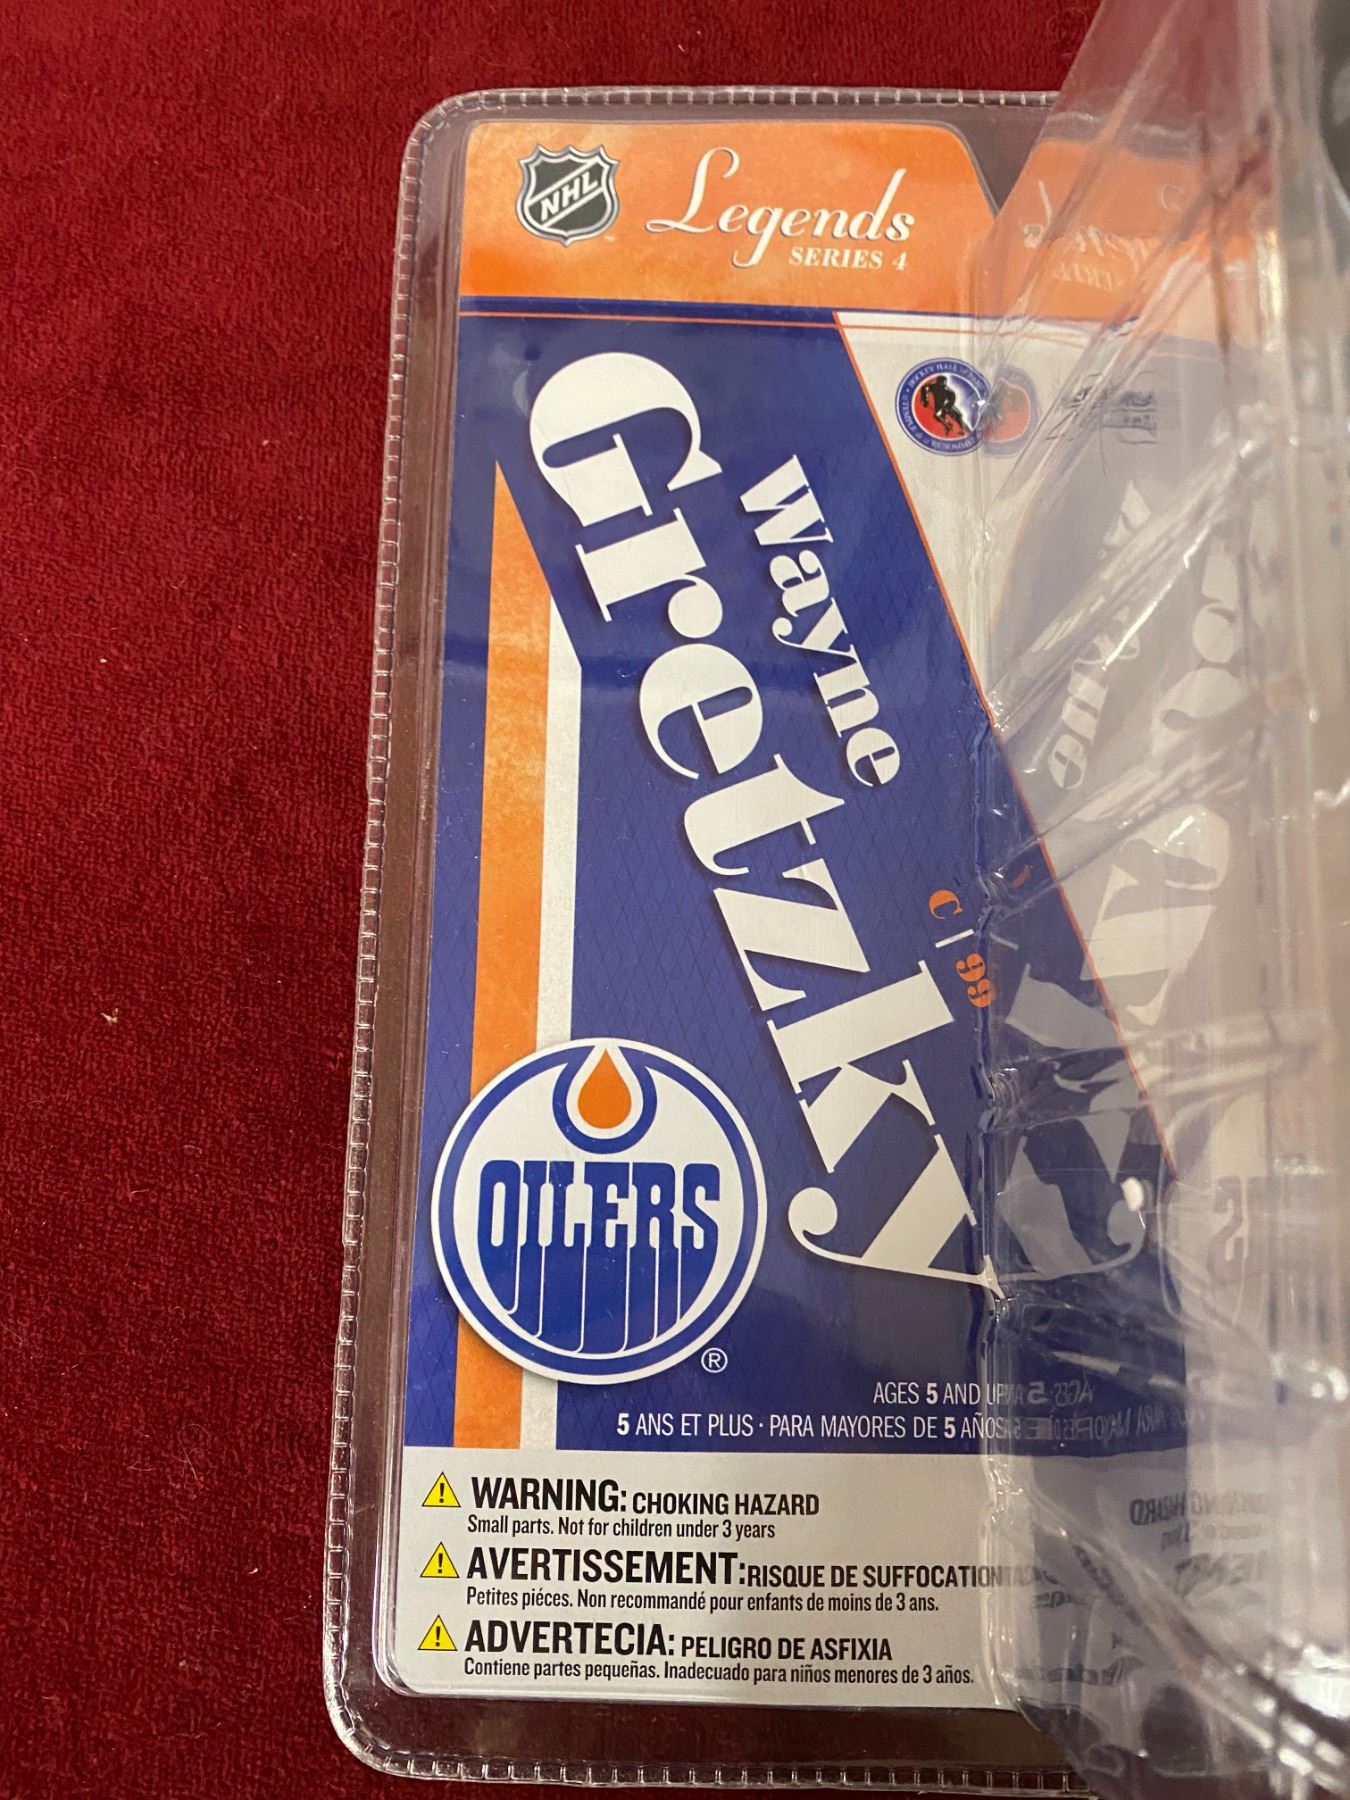 NHL
Legends
SERIES 4
Wayne
Gretzky
C | 99
OILERS
®
AGES 5 AND UP
5 ANS ET PLUS · PARA MAYORES DE 5 AÑOS
WARNING: CHOKING HAZARD
Small parts. Not for children under 3 years
AVERTISSEMENT: RISQUE DE SUFFOCATION
Petites piéces. Non recommandé pour enfants de moins de 3 ans.
ADVERTECIA: PELIGRO DE ASFIXIA
Contiene partes pequeñas. Inadecuado para niños menores de 3 años.